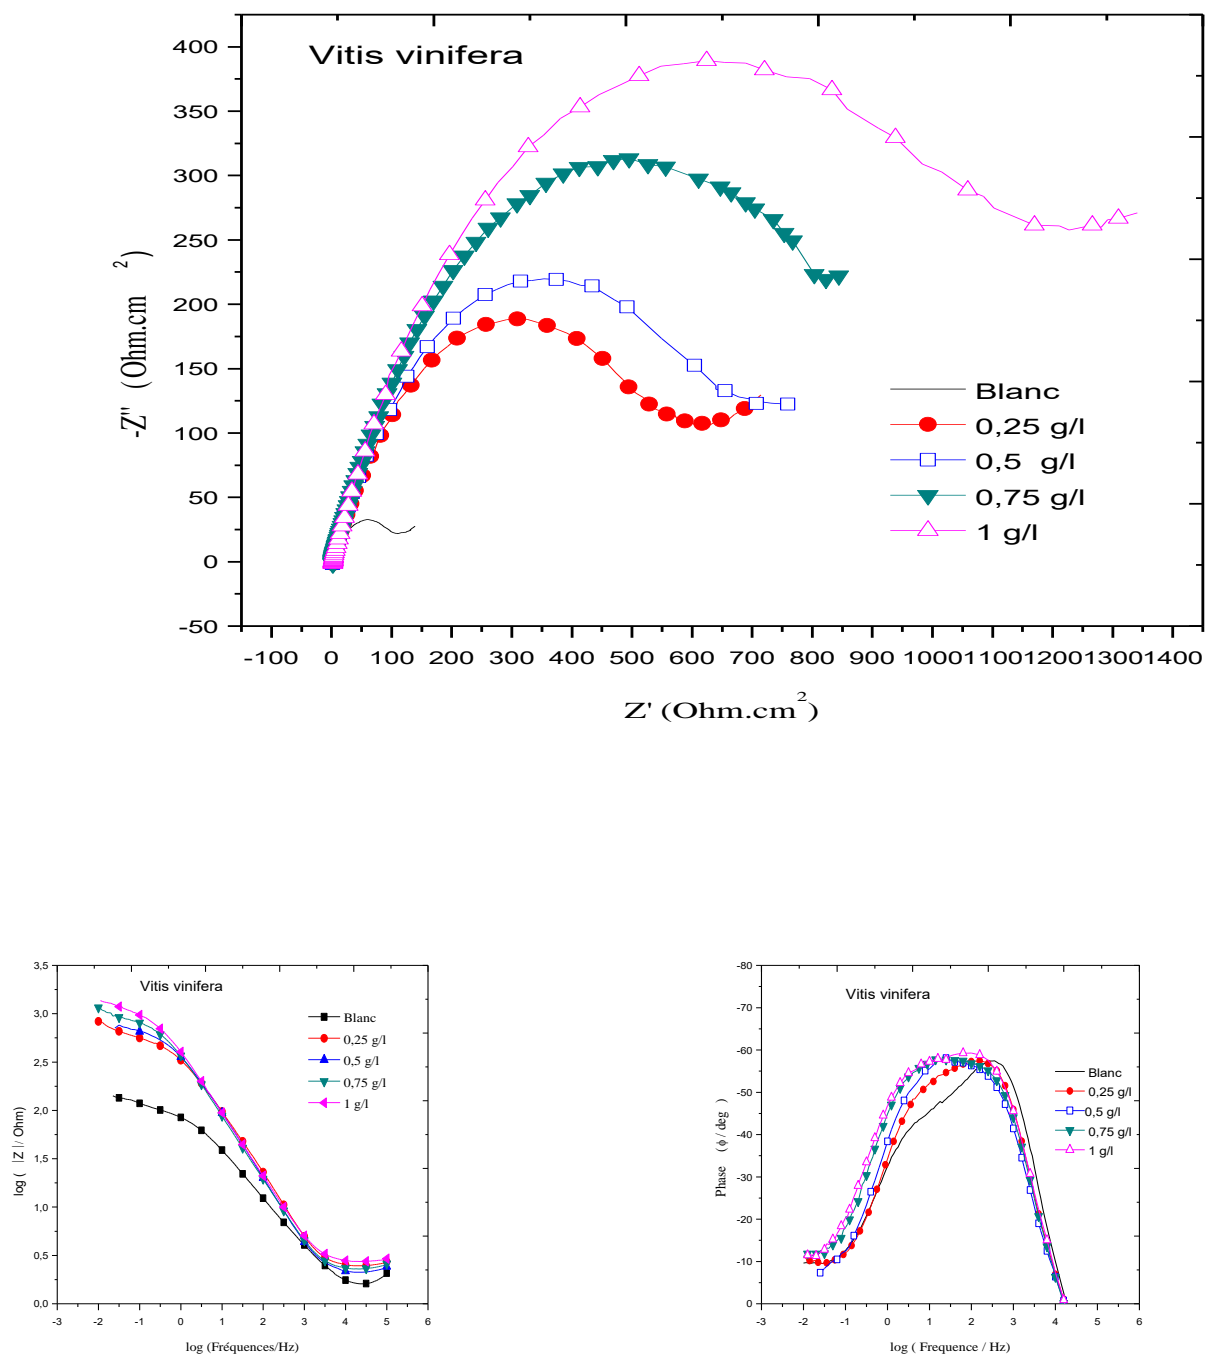 Vitis vinifera
400
350
300
250
200
150
100
50
0
-50
-Z'' (Ohm.cm 2)
Blanc
0,25 g/l
0,5 g/l
0,75 g/l
1 g/l
-100 0 100 200 300 400 500 600 700 800 900 1000 1100 1200 1300 1400
Z' (Ohm.cm2)
Vitis vinifera
3,5
3,0
2,5
2,0
1,5
1,0
0,5
0,0
log ( |Z| / Ohm)
Blanc
0,25 g/l
0,5 g/l
0,75 g/l
1 g/l
-3 -2 -1 0 1 2 3 4 5 6
log (Fréquences/Hz)
Vitis vinifera
-80
-70
-60
-50
-40
-30
-20
-10
0
Phase (ϕ / deg )
Blanc
0,25 g/l
0,5 g/l
0,75 g/l
1 g/l
-3 -2 -1 0 1 2 3 4 5 6
log ( Frequence / Hz)